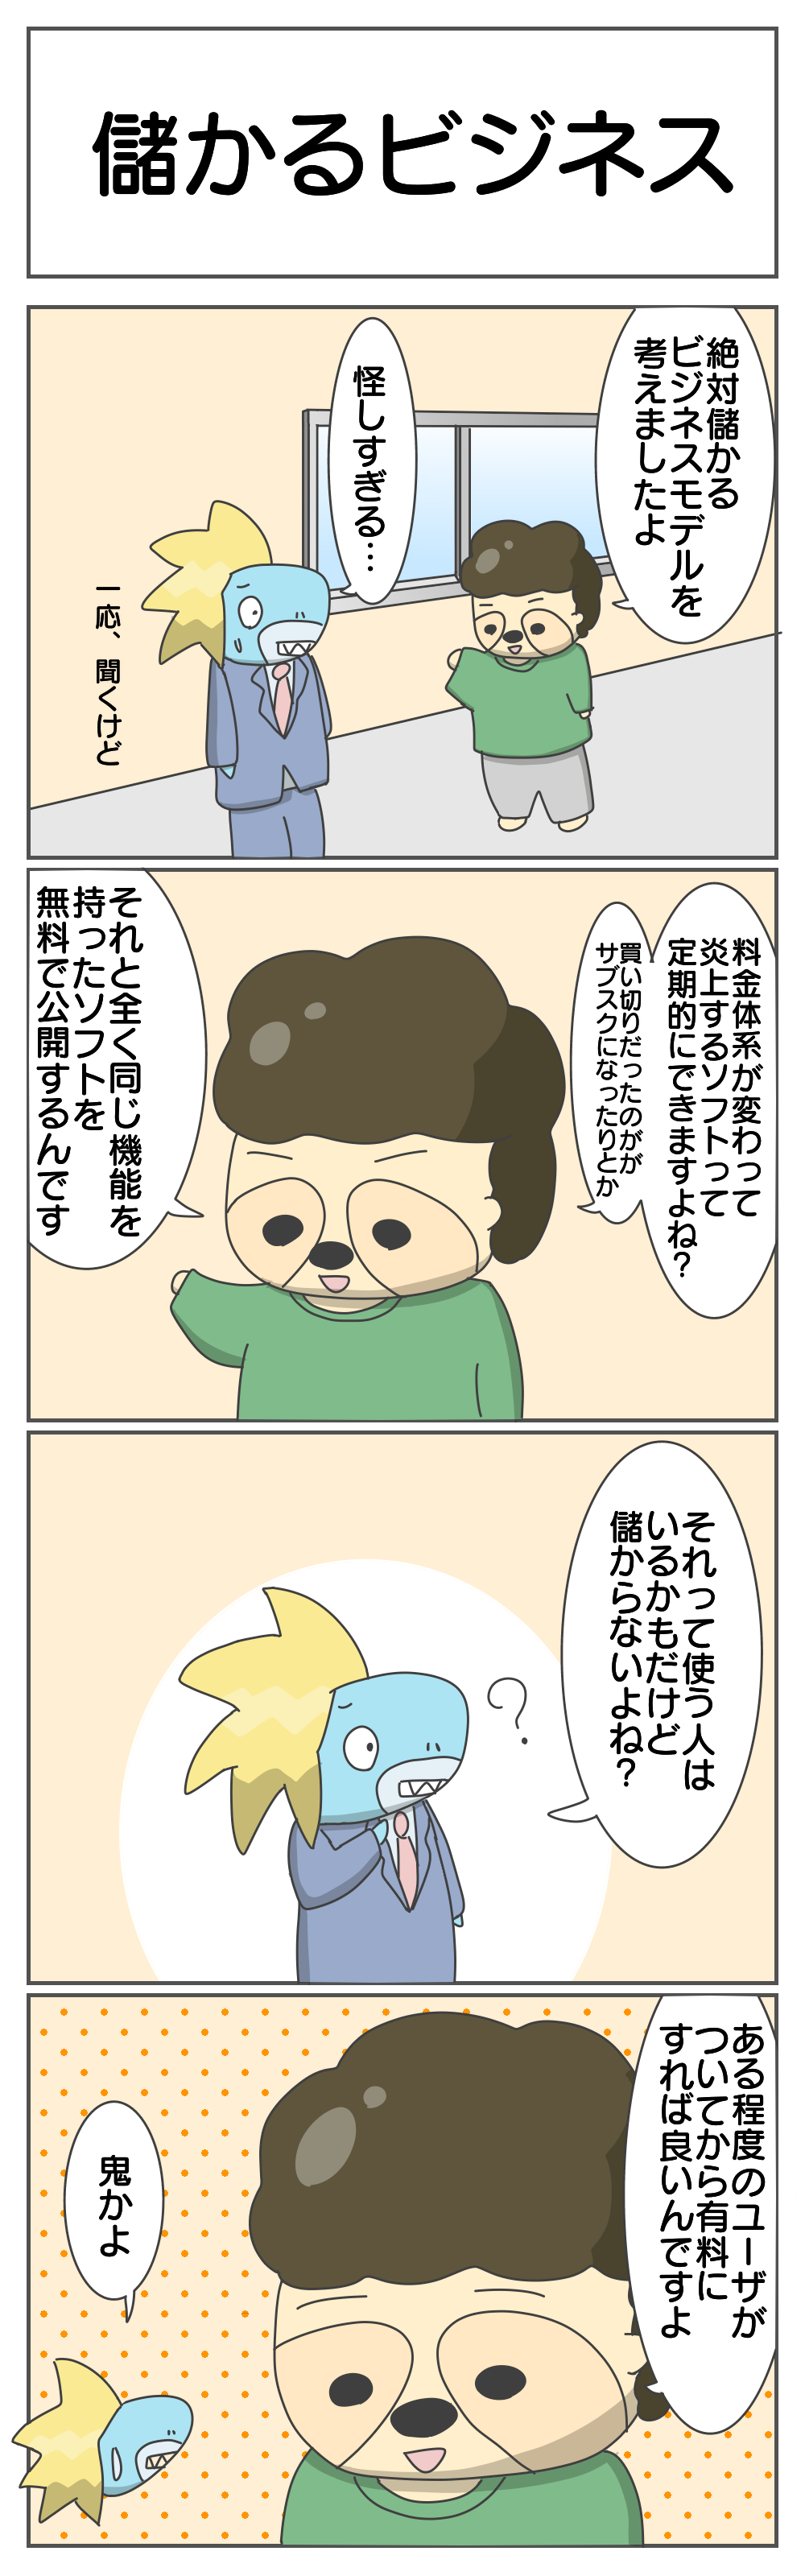 儲かるビジネス
絶対儲かる
ビジネスモデルを
考えましたよ
怪しすぎる…
一応、聞くけど
料金体系が変わって
炎上するソフトって
定期的にできますよね?
買い切りだったのがが
サブスクになったりとか
それと全く同じ機能を
持ったソフトを
無料で公開するんです
それって使う人は
いるかもだけど
儲からないよね?
?
ある程度のユーザが
ついてから有料に
すれば良いんですよ
鬼かよ